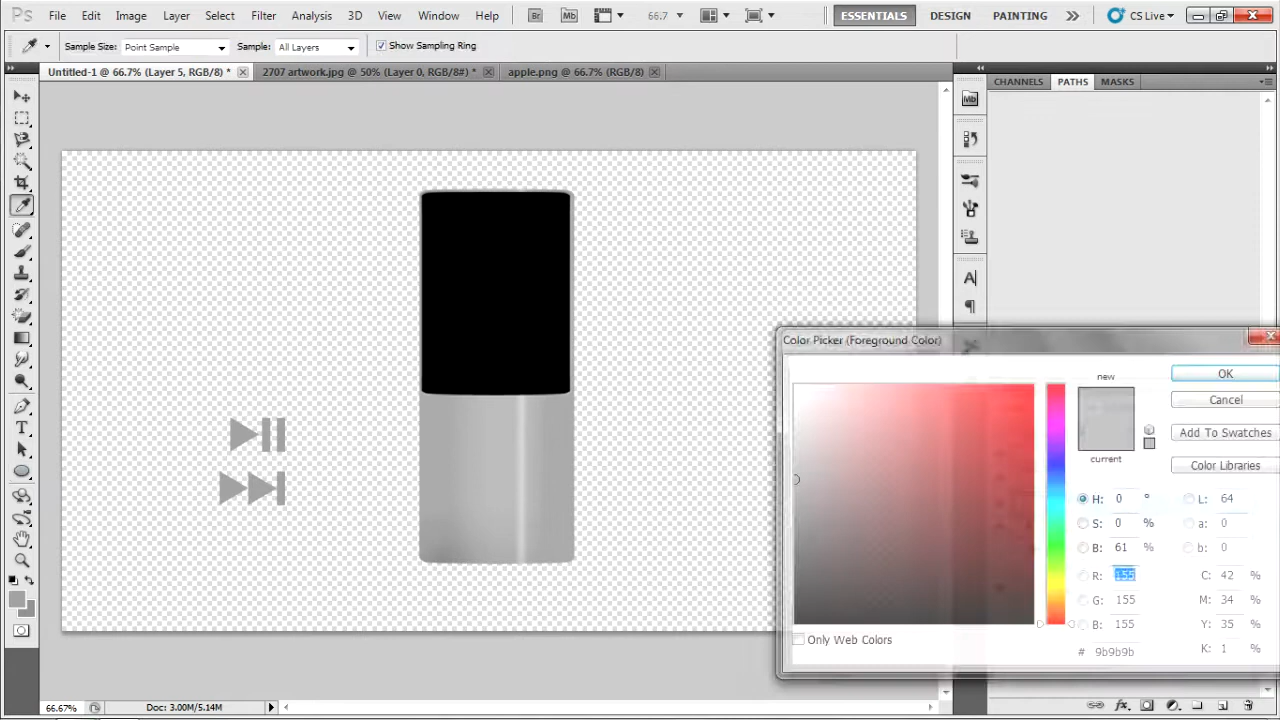 Ps File Edit Image Layer Select Filter Analysis 3D View Window Help Br Mb 66.7 ESSENTIALS DESIGN PAINTING CS Live
Sample Size: Point Sample Sample: All Layers Show Sampling Ring
Untitled-1 @ 66.7% (Layer 5, RGB/8) * 2707 artwork.jpg @ 50% (Layer 0, RGB/8#) * apple.png @ 66.7% (RGB/8)
CHANNELS PATHS MASKS
Mb
Color Picker (Foreground Color)
new
OK
Cancel
Add To Swatches
current
Color Libraries
H: 0 ° L: 64
S: 0 % a: 0
B: 61 % b: 0
R: 155 C: 42 %
G: 155 M: 34 %
B: 155 Y: 35 %
# 9b9b9b K: 1 %
Only Web Colors
66.67% Doc: 3.00M/5.14M